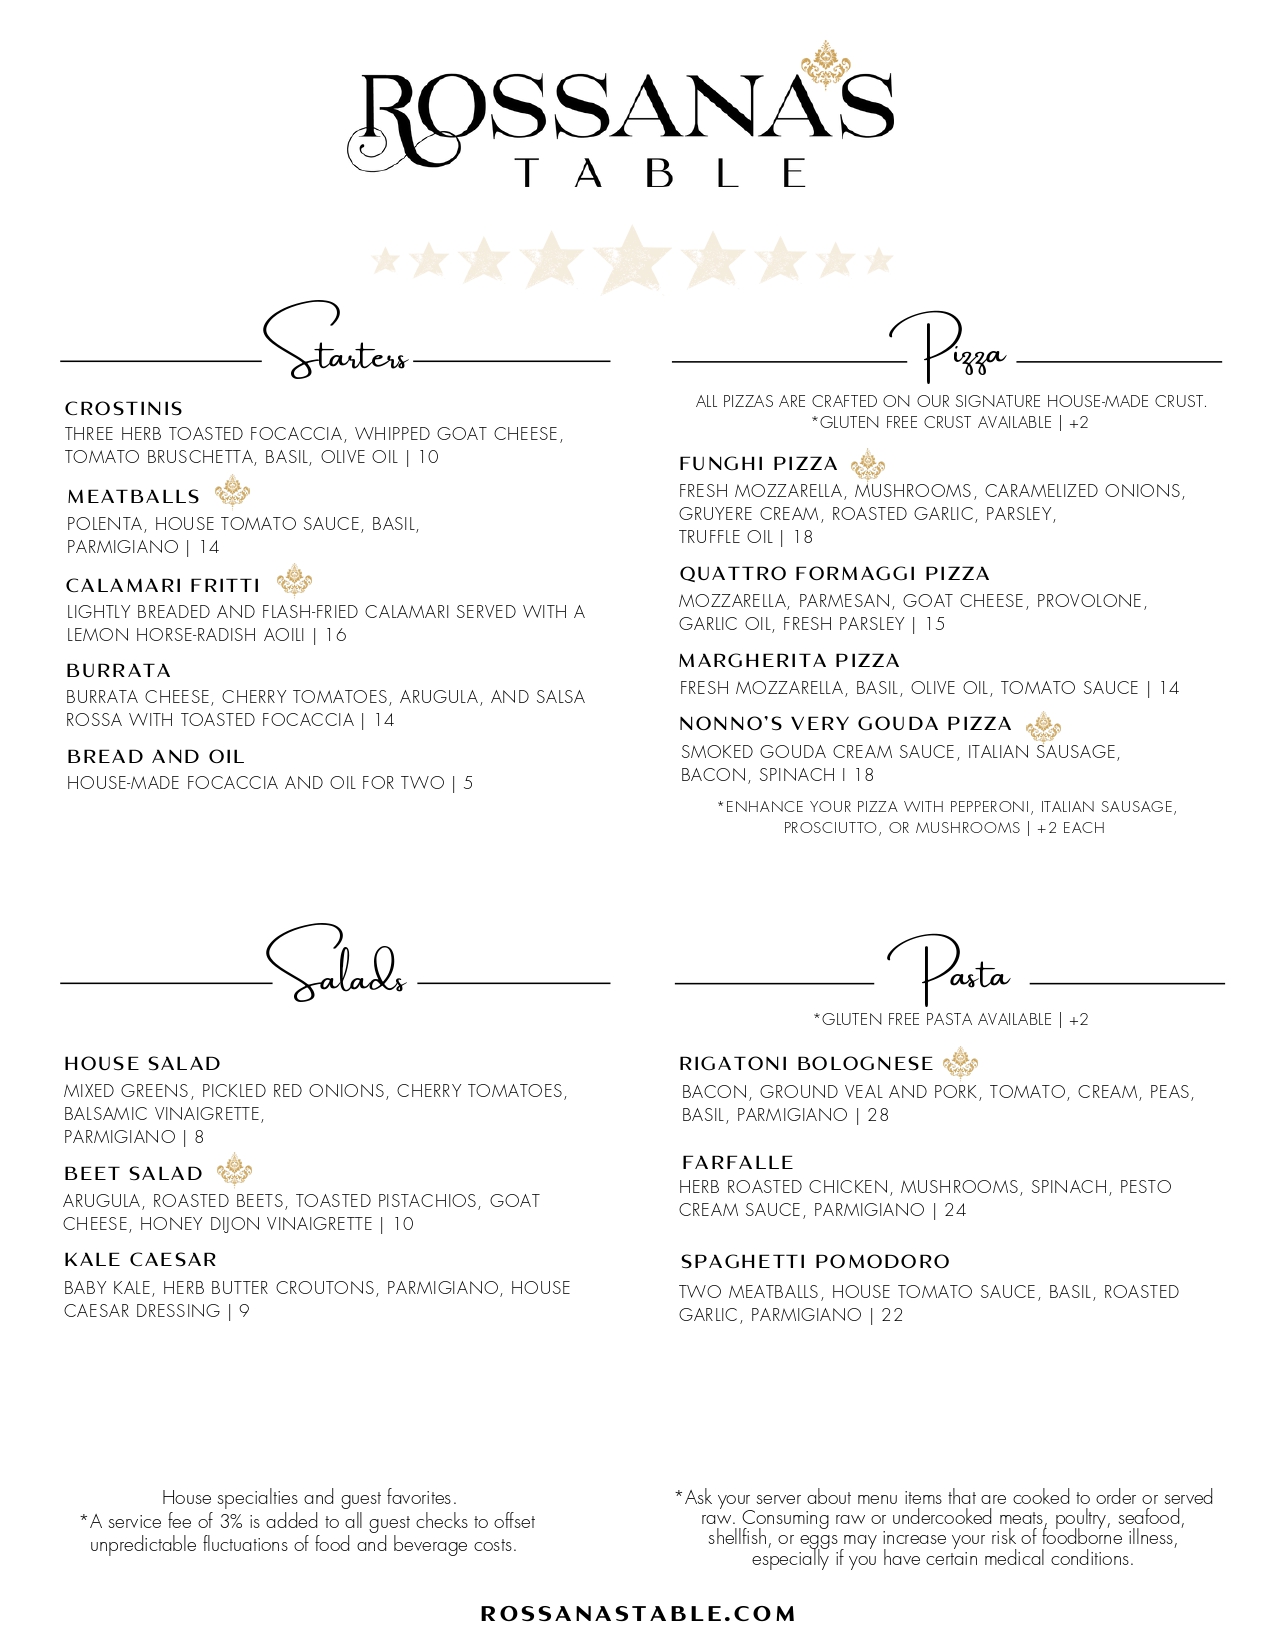 ROSSANA'S
TABLE
Starters
CROSTINIS
THREE HERB TOASTED FOCACCIA, WHIPPED GOAT CHEESE,
TOMATO BRUSCHETTA, BASIL, OLIVE OIL | 10
MEATBALLS
POLENTA, HOUSE TOMATO SAUCE, BASIL,
PARMIGIANO | 14
CALAMARI FRITTI
LIGHTLY BREADED AND FLASH-FRIED CALAMARI SERVED WITH A
LEMON HORSE-RADISH AOILI | 16
BURRATA
BURRATA CHEESE, CHERRY TOMATOES, ARUGULA, AND SALSA
ROSSA WITH TOASTED FOCACCIA | 14
BREAD AND OIL
HOUSE-MADE FOCACCIA AND OIL FOR TWO | 5
Pizza
ALL PIZZAS ARE CRAFTED ON OUR SIGNATURE HOUSE-MADE CRUST.
*GLUTEN FREE CRUST AVAILABLE | +2
FUNGHI PIZZA
FRESH MOZZARELLA, MUSHROOMS, CARAMELIZED ONIONS,
GRUYERE CREAM, ROASTED GARLIC, PARSLEY,
TRUFFLE OIL | 18
QUATTRO FORMAGGI PIZZA
MOZZARELLA, PARMESAN, GOAT CHEESE, PROVOLONE,
GARLIC OIL, FRESH PARSLEY | 15
MARGHERITA PIZZA
FRESH MOZZARELLA, BASIL, OLIVE OIL, TOMATO SAUCE | 14
NONNO'S VERY GOUDA PIZZA
SMOKED GOUDA CREAM SAUCE, ITALIAN SAUSAGE,
BACON, SPINACH I 18
*ENHANCE YOUR PIZZA WITH PEPPERONI, ITALIAN SAUSAGE,
PROSCIUTTO, OR MUSHROOMS | +2 EACH
Salads
HOUSE SALAD
MIXED GREENS, PICKLED RED ONIONS, CHERRY TOMATOES,
BALSAMIC VINAIGRETTE,
PARMIGIANO | 8
BEET SALAD
ARUGULA, ROASTED BEETS, TOASTED PISTACHIOS, GOAT
CHEESE, HONEY DIJON VINAIGRETTE | 10
KALE CAESAR
BABY KALE, HERB BUTTER CROUTONS, PARMIGIANO, HOUSE
CAESAR DRESSING | 9
Pasta
*GLUTEN FREE PASTA AVAILABLE | +2
RIGATONI BOLOGNESE
BACON, GROUND VEAL AND PORK, TOMATO, CREAM, PEAS,
BASIL, PARMIGIANO | 28
FARFALLE
HERB ROASTED CHICKEN, MUSHROOMS, SPINACH, PESTO
CREAM SAUCE, PARMIGIANO | 24
SPAGHETTI POMODORO
TWO MEATBALLS, HOUSE TOMATO SAUCE, BASIL, ROASTED
GARLIC, PARMIGIANO | 22
House specialties and guest favorites.
*A service fee of 3% is added to all guest checks to offset
unpredictable fluctuations of food and beverage costs.
*Ask your server about menu items that are cooked to order or served
raw. Consuming raw or undercooked meats, poultry, seafood,
shellfish, or eggs may increase your risk of foodborne illness,
especially if you have certain medical conditions.
ROSSANASTABLE.COM